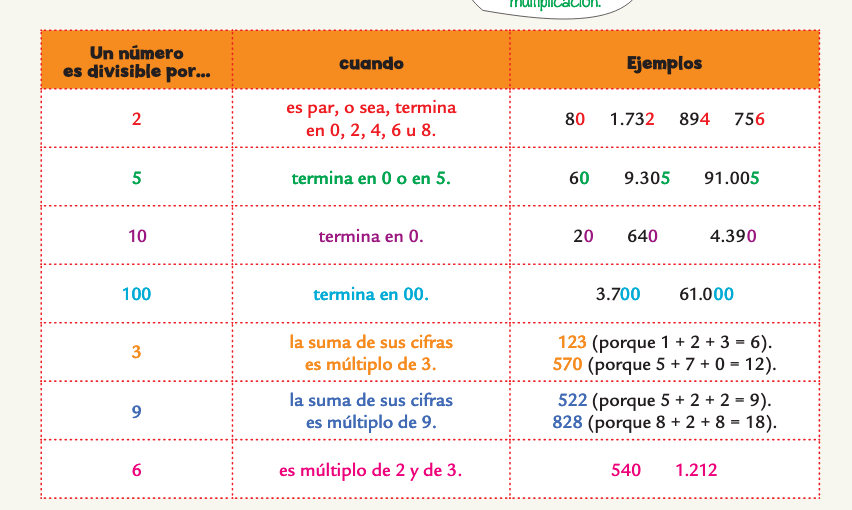 multiplicación.
Un número
es divisible por...
cuando
Ejemplos
2
es par, o sea, termina
en 0, 2, 4, 6 u 8.
80 1.732 894 756
5
termina en 0 o en 5.
60 9.305 91.005
10
termina en 0.
20 640 4.390
100
termina en 00.
3.700 61.000
3
la suma de sus cifras
es múltiplo de 3.
123 (porque 1 + 2 + 3 = 6).
570 (porque 5 + 7 + 0 = 12).
9
la suma de sus cifras
es múltiplo de 9.
522 (porque 5 + 2 + 2 = 9).
828 (porque 8 + 2 + 8 = 18).
6
es múltiplo de 2 y de 3.
540 1.212